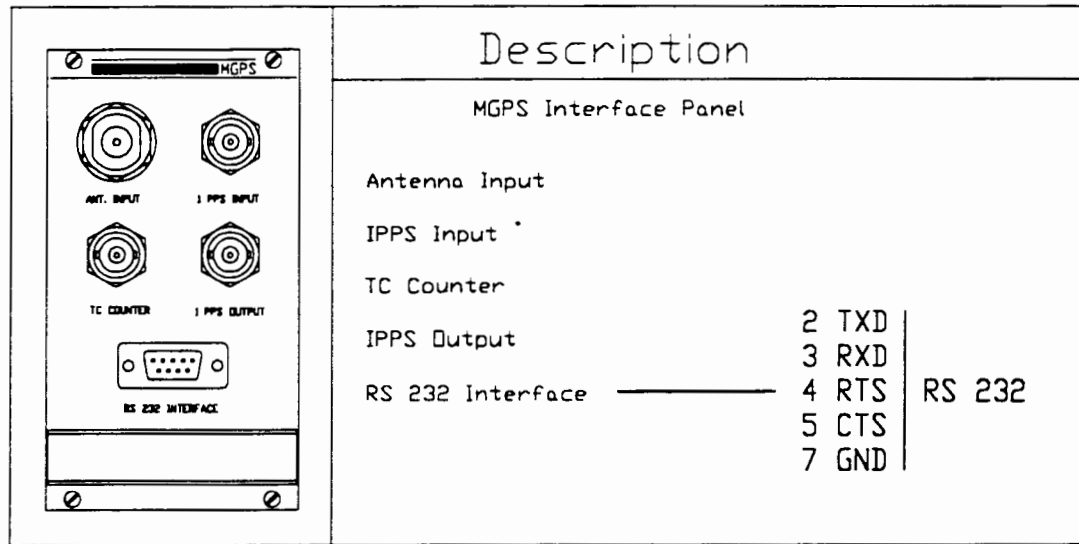 Description
MGPS
MGPS Interface Panel
ANT. INPUT
1 PPS INPUT
Antenna Input
IPPS Input
TC Counter
TC COUNTER
1 PPS OUTPUT
IPPS Output
RS 232 Interface
RS 232 INTERFACE
2 TXD
3 RXD
4 RTS
5 CTS
7 GND
RS 232